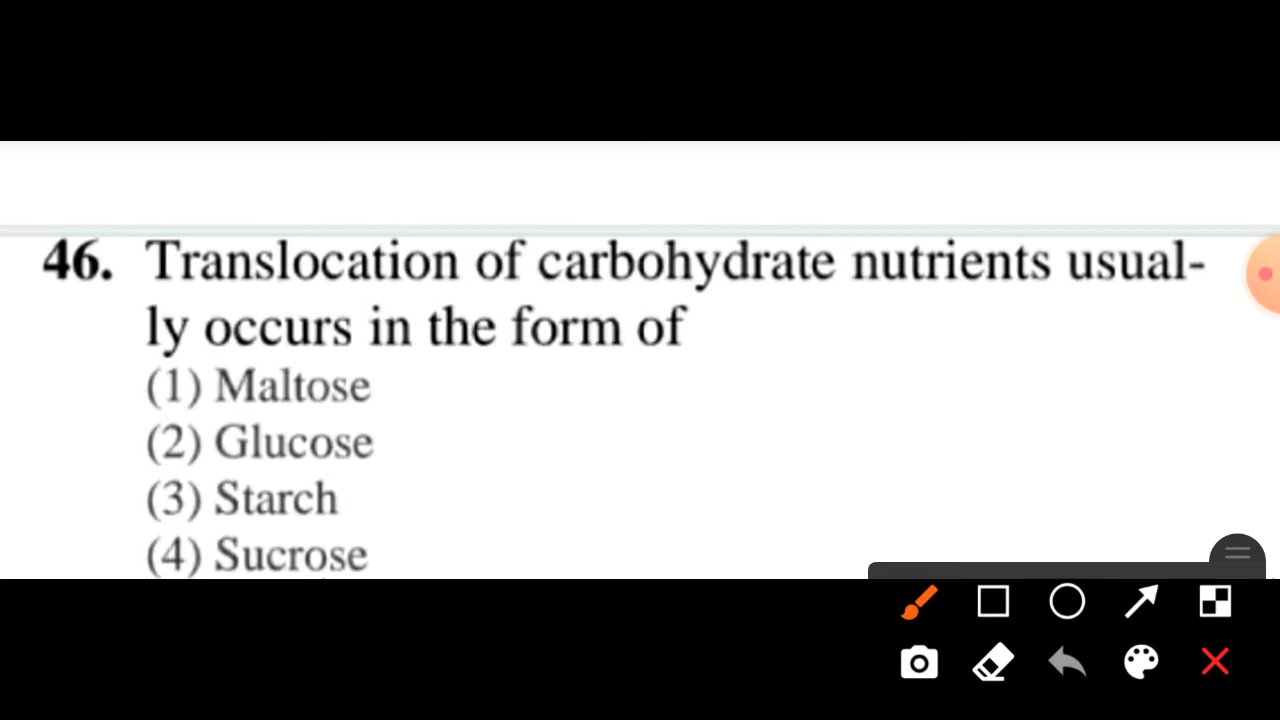 46. Translocation of carbohydrate nutrients usual-
ly occurs in the form of
(1) Maltose
(2) Glucose
(3) Starch
(4) Sucrose